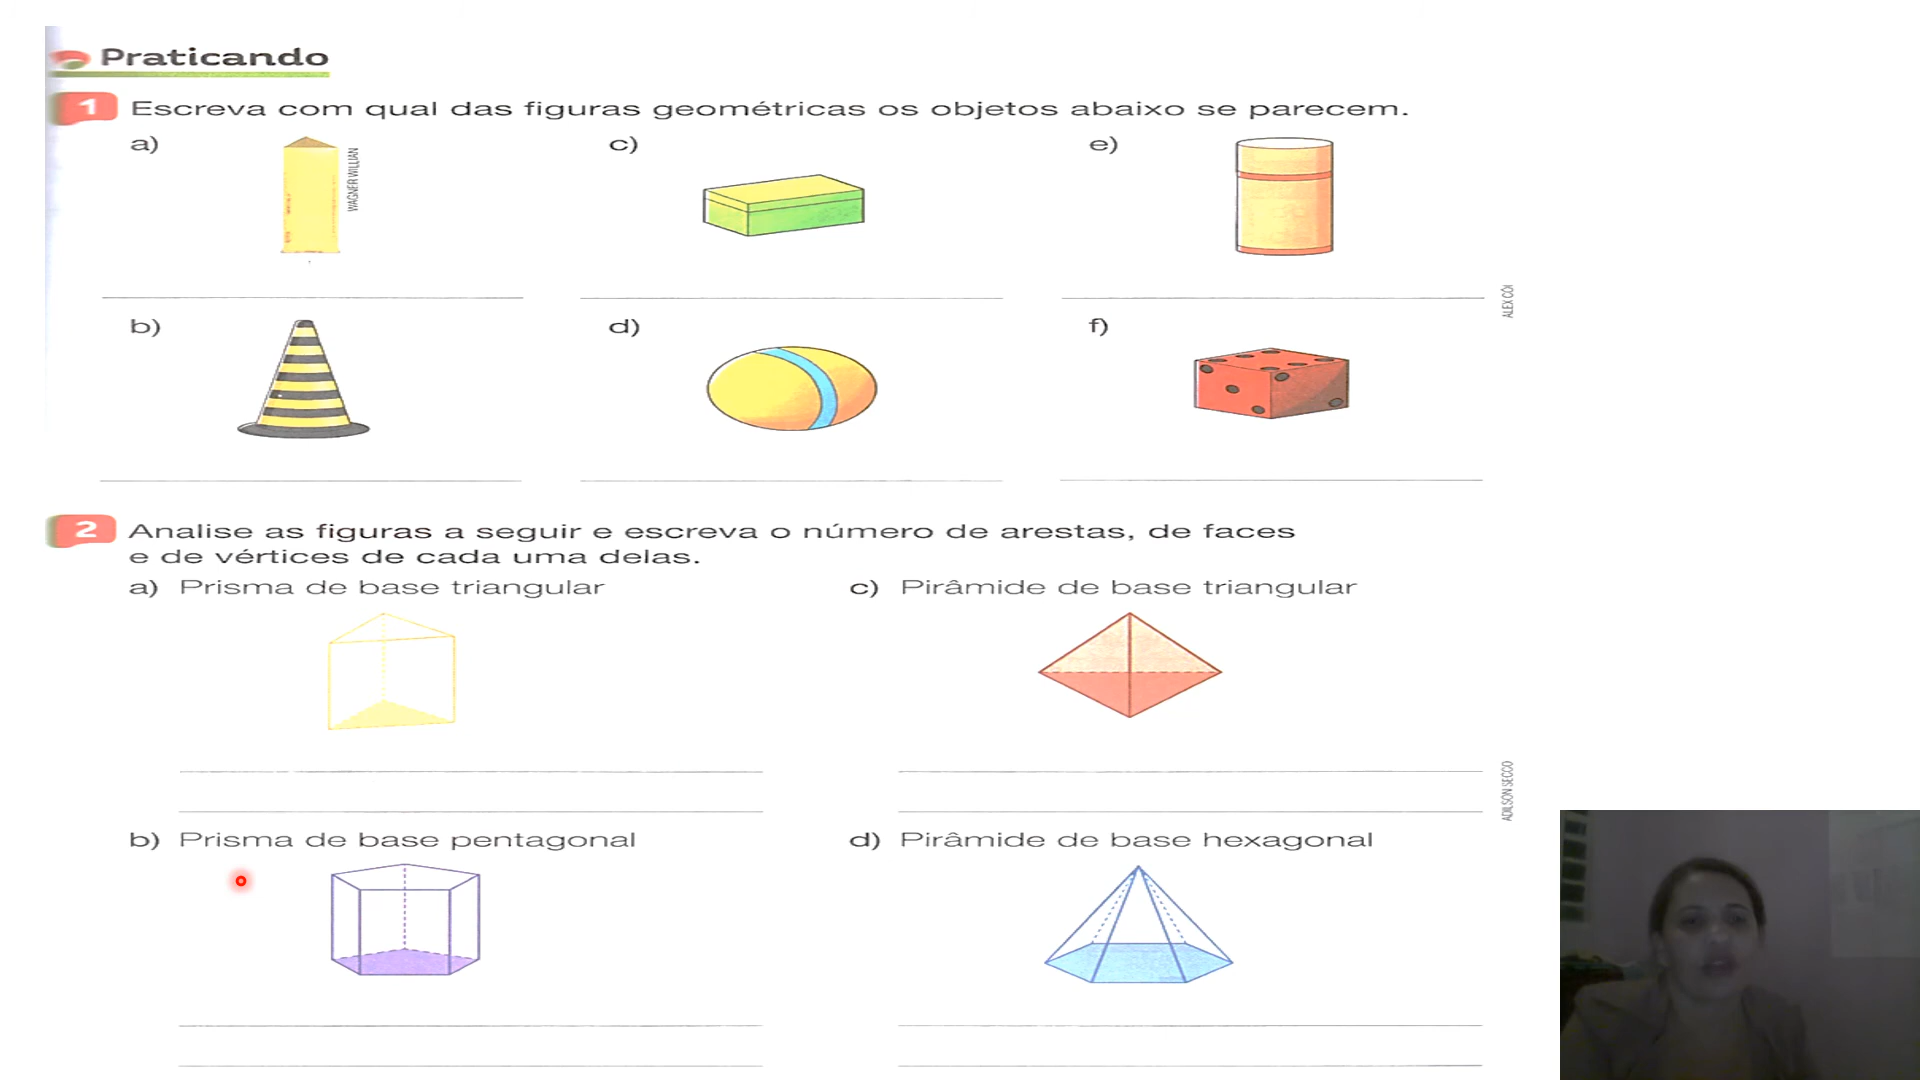 Praticando
1 Escreva com qual das figuras geométricas os objetos abaixo se parecem.
a)
WAGNER WILLIAN
c)
e)
ALEX CÓI
b)
d)
f)
2 Analise as figuras a seguir e escreva o número de arestas, de faces
e de vértices de cada uma delas.
a) Prisma de base triangular
c) Pirâmide de base triangular
ADILSON SECCO
b) Prisma de base pentagonal
d) Pirâmide de base hexagonal